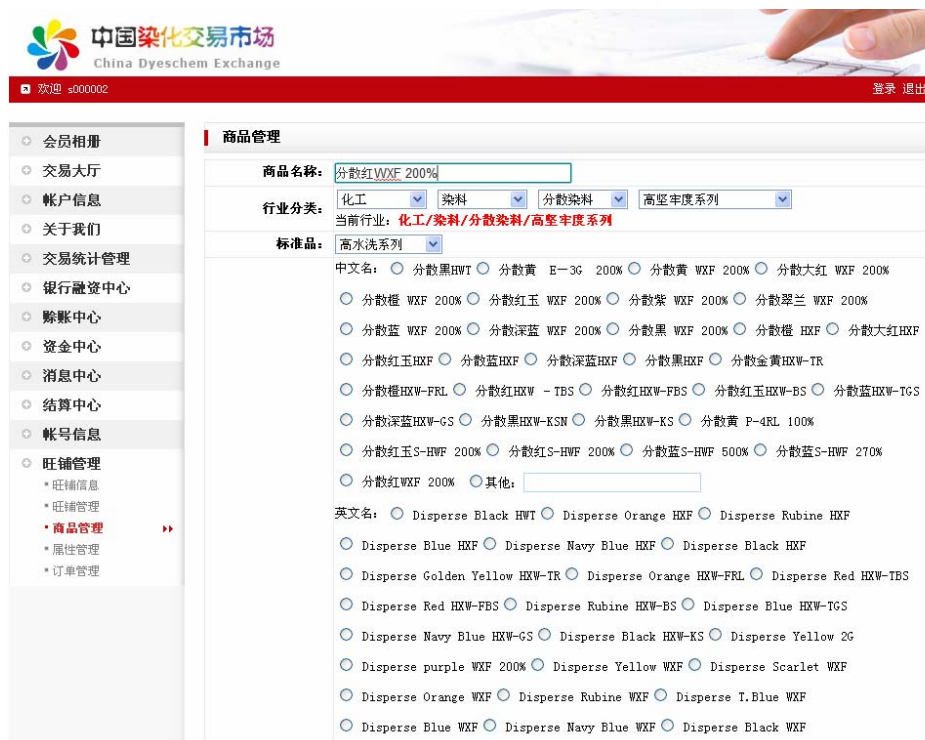 中国染化交易市场
China Dyeschem Exchange
欢迎 s000002
登录 退出
会员相册
交易大厅
帐户信息
关于我们
交易统计管理
银行融资中心
赊账中心
资金中心
消息中心
结算中心
帐号信息
旺铺管理
旺铺信息
旺铺管理
商品管理
属性管理
订单管理
商品管理
商品名称: 分散红WXF 200%
行业分类: 化工 染料 分散染料 高坚牢度系列
当前行业: 化工/染料/分散染料/高坚牢度系列
标准品: 高水洗系列
中文名: 分散黑HWT 分散黄 E—3G 200% 分散黄 WXF 200% 分散大红 WXF 200%
分散橙 WXF 200% 分散红玉 WXF 200% 分散紫 WXF 200% 分散翠兰 WXF 200%
分散蓝 WXF 200% 分散深蓝 WXF 200% 分散黑 WXF 200% 分散橙 HXF 分散大红HXF
分散红玉HXF 分散蓝HXF 分散深蓝HXF 分散黑HXF 分散金黄HXW-TR
分散橙HXW-FRL 分散红HXW - TBS 分散红HXW-FBS 分散红玉HXW-BS 分散蓝HXW-TGS
分散深蓝HXW-GS 分散黑HXW-KSN 分散黑HXW-KS 分散黄 P-4RL 100%
分散红玉S-HWF 200% 分散红S-HWF 200% 分散蓝S-HWF 500% 分散蓝S-HWF 270%
分散红WXF 200% 其他:
英文名: Disperse Black HWT Disperse Orange HXF Disperse Rubine HXF
Disperse Blue HXF Disperse Navy Blue HXF Disperse Black HXF
Disperse Golden Yellow HXW-TR Disperse Orange HXW-FRL Disperse Red HXW-TBS
Disperse Red HXW-FBS Disperse Rubine HXW-BS Disperse Blue HXW-TGS
Disperse Navy Blue HXW-GS Disperse Black HXW-KS Disperse Yellow 2G
Disperse purple WXF 200% Disperse Yellow WXF Disperse Scarlet WXF
Disperse Orange WXF Disperse Rubine WXF Disperse T.Blue WXF
Disperse Blue WXF Disperse Navy Blue WXF Disperse Black WXF